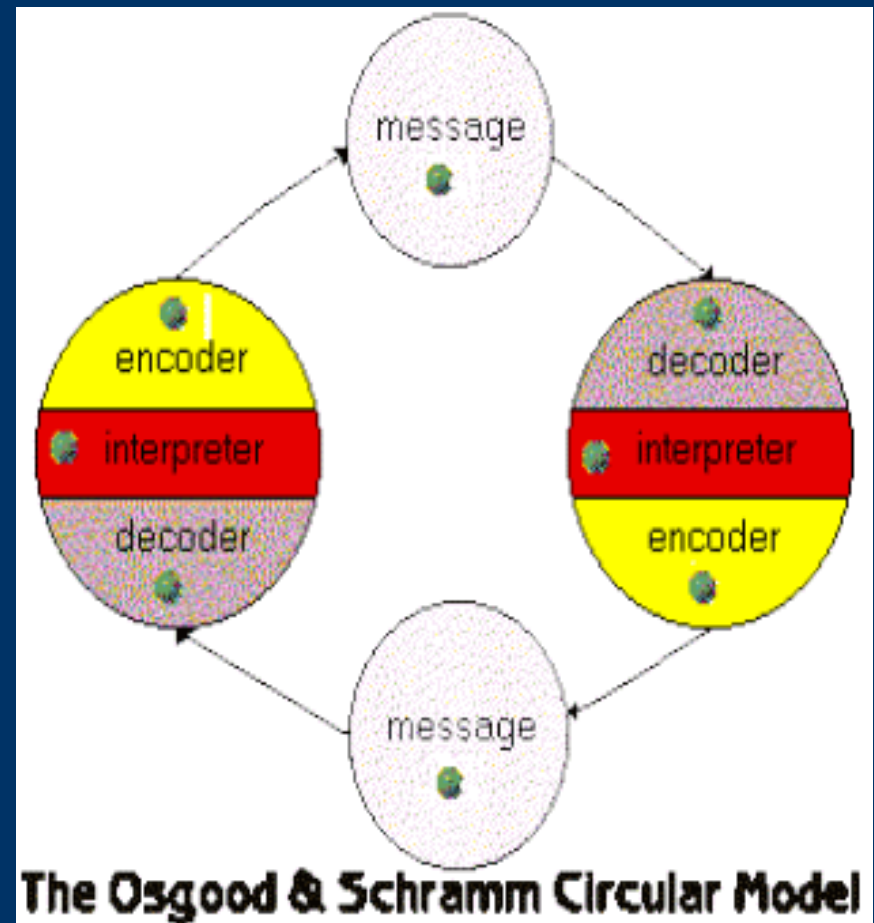 message
encoder
interpreter
decoder
decoder
interpreter
encoder
message
The Osgood & Schramm Circular Model